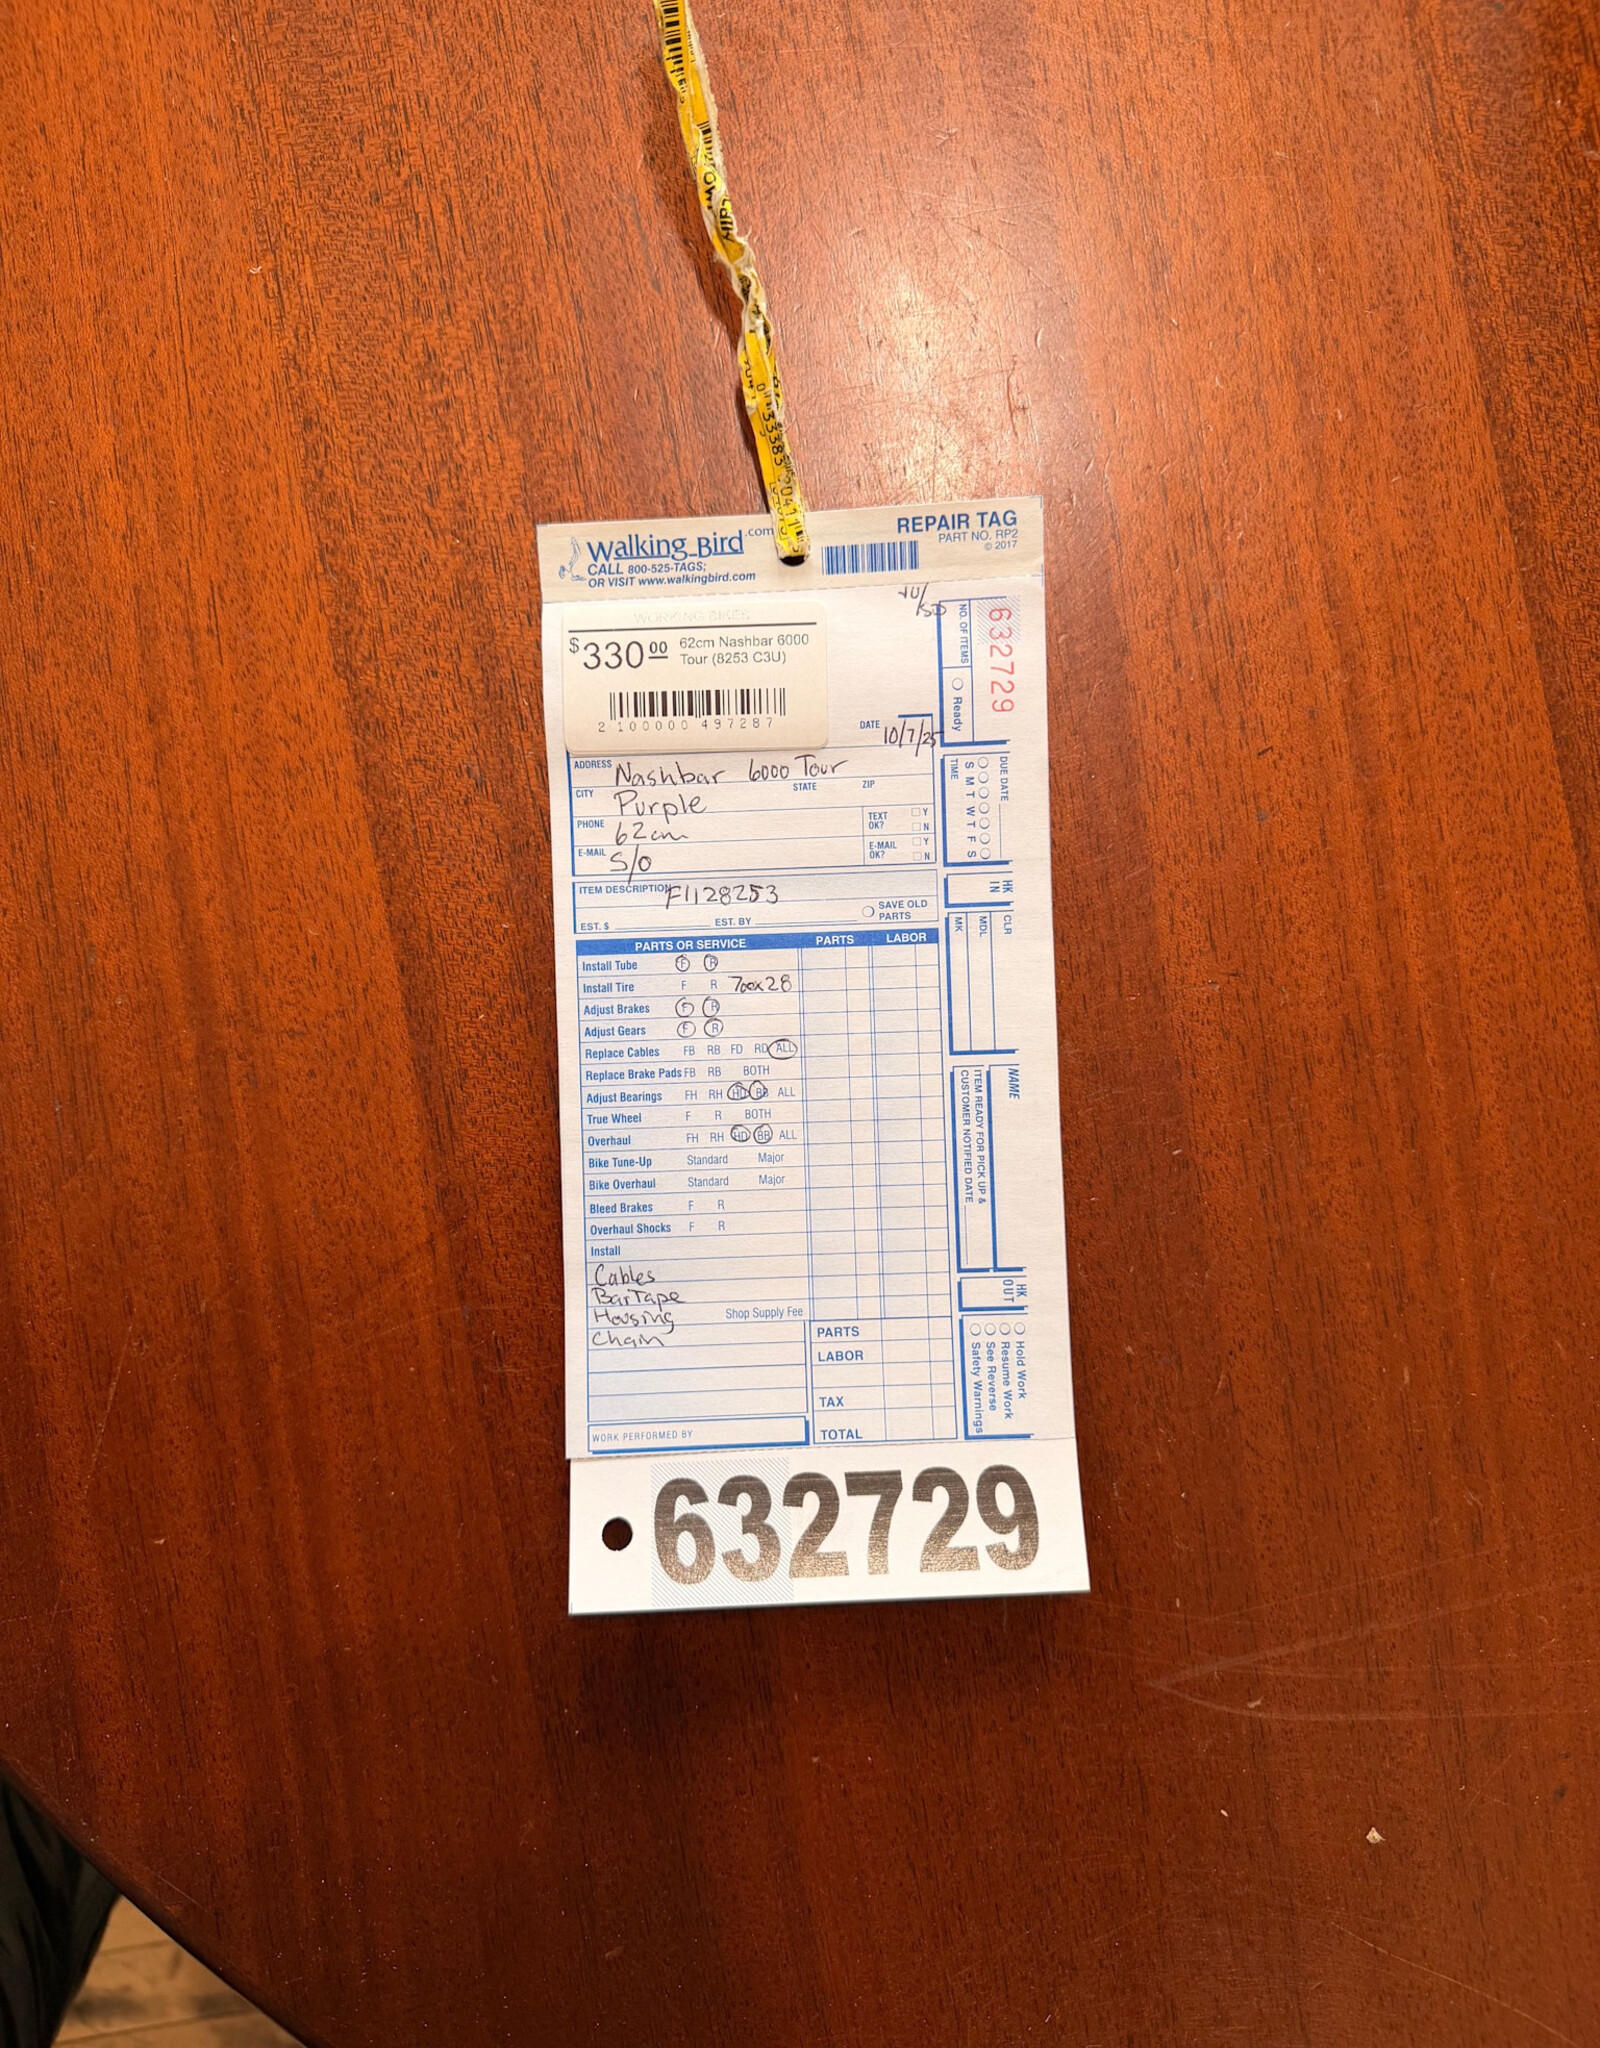 Walking Bird .com
CALL 800-525-TAGS;
OR VISIT www.walkingbird.com
REPAIR TAG
PART NO. RP2
© 2017
WORKING BIKES
$330.00 62cm Nashbar 6000
Tour (8253 C3U)
2 100000 497287
DATE 10/7/25
ADDRESS Nashbar 6000 Tour
CITY Purple STATE ZIP
PHONE 62cm TEXT OK? Y N
E-MAIL S/O E-MAIL OK? Y N
ITEM DESCRIPTION F1128253
EST. $ EST. BY SAVE OLD PARTS
PARTS OR SERVICE PARTS LABOR
Install Tube F R
Install Tire F R 700x28
Adjust Brakes F R
Adjust Gears F R
Replace Cables FB RB FD RD ALL
Replace Brake Pads FB RB BOTH
Adjust Bearings FH RH HD BB ALL
True Wheel F R BOTH
Overhaul FH RH HD BB ALL
Bike Tune-Up Standard Major
Bike Overhaul Standard Major
Bleed Brakes F R
Overhaul Shocks F R
Install
Cables
Bar Tape
Housing Shop Supply Fee
Chain
PARTS
LABOR
TAX
TOTAL
WORK PERFORMED BY
632729
NO. OF ITEMS Ready
632729
DUE DATE
S M T W T F S
TIME
HK IN
CLR
MDL
MK
NAME
ITEM READY FOR PICK UP &
CUSTOMER NOTIFIED DATE
HK OUT
Hold Work
Resume Work
See Reverse
Safety Warnings